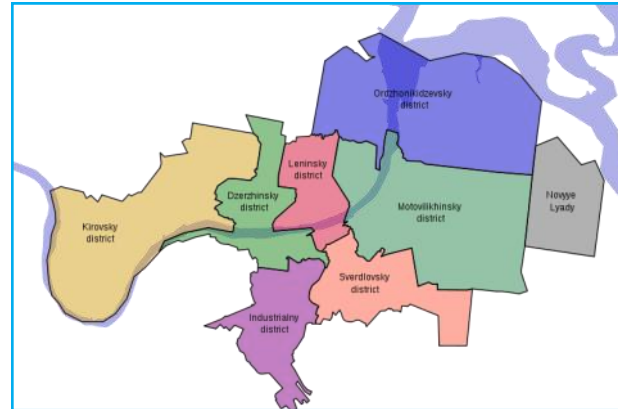 Ordzhonikidzevsky
district
Leninsky
district
Dzerzhinsky
district
Motovilikhinsky
district
Novyye
Lyady
Kirovsky
district
Sverdlovsky
district
Industrialny
district